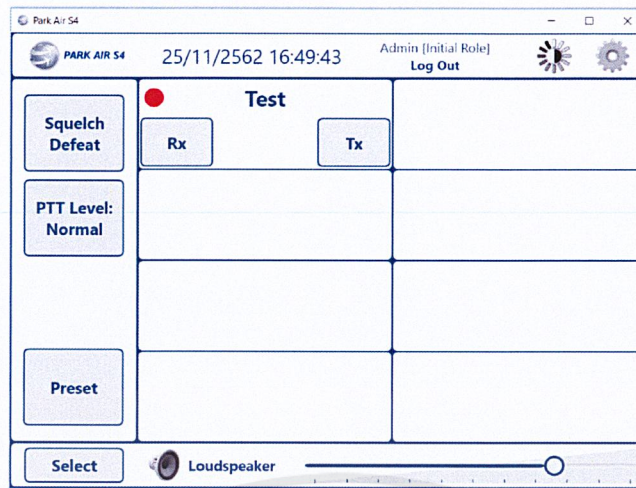 Park Air S4
PARK AIR S4
25/11/2562 16:49:43
Admin [Initial Role]
Log Out
Squelch
Defeat
Test
Rx
Tx
PTT Level:
Normal
Preset
Select
Loudspeaker